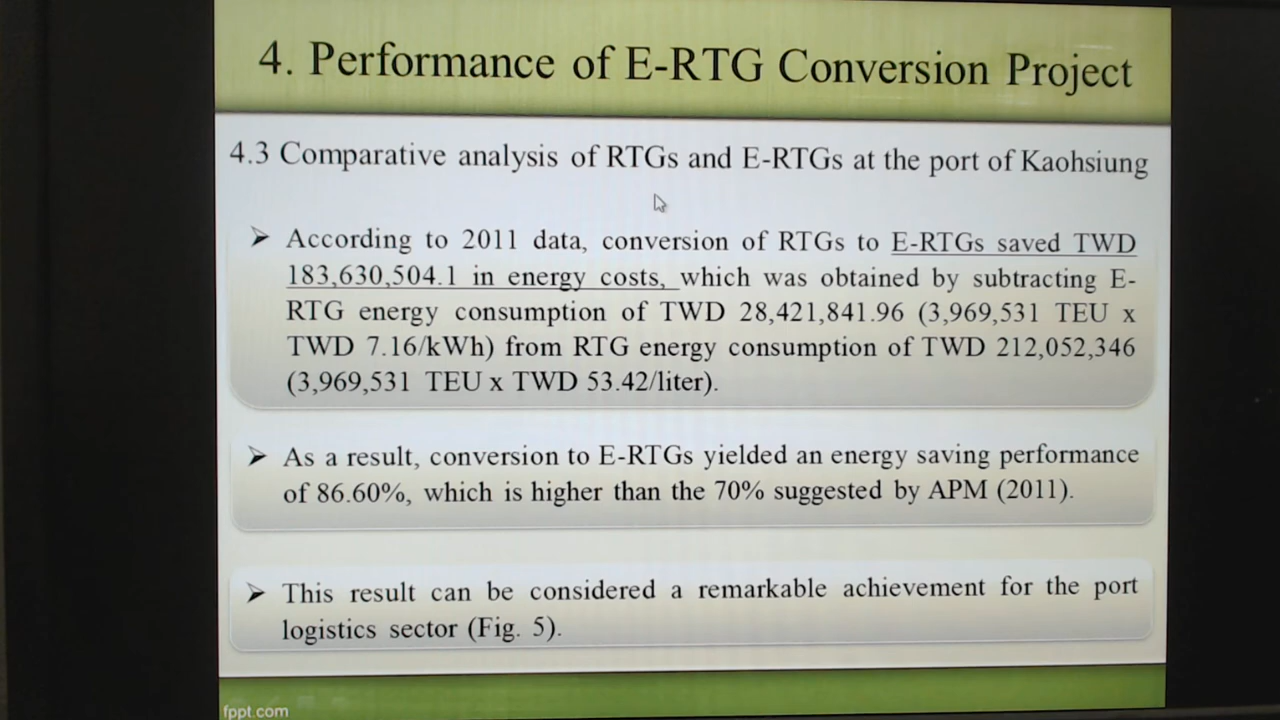 4. Performance of E-RTG Conversion Project
4.3 Comparative analysis of RTGs and E-RTGs at the port of Kaohsiung
➢ According to 2011 data, conversion of RTGs to E-RTGs saved TWD
183,630,504.1 in energy costs, which was obtained by subtracting E-
RTG energy consumption of TWD 28,421,841.96 (3,969,531 TEU x
TWD 7.16/kWh) from RTG energy consumption of TWD 212,052,346
(3,969,531 TEU x TWD 53.42/liter).
➢ As a result, conversion to E-RTGs yielded an energy saving performance
of 86.60%, which is higher than the 70% suggested by APM (2011).
➢ This result can be considered a remarkable achievement for the port
logistics sector (Fig. 5).
fppt.com